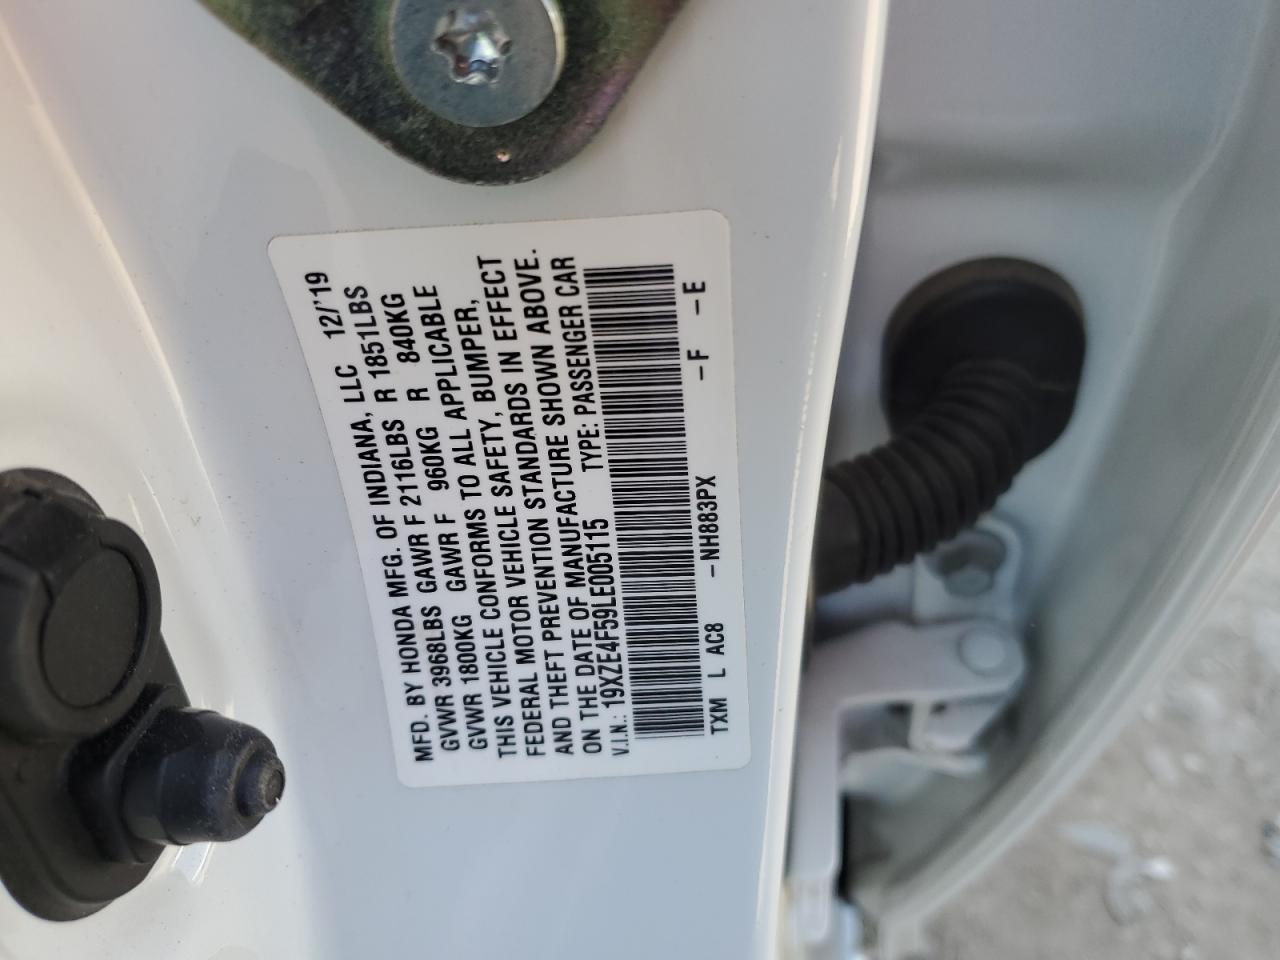 MFD. BY HONDA MFG. OF INDIANA, LLC 12/'19
GVWR 3968LBS GAWR F 2116LBS R 1851LBS
GVWR 1800KG GAWR F 960KG R 840KG
THIS VEHICLE CONFORMS TO ALL APPLICABLE
FEDERAL MOTOR VEHICLE SAFETY, BUMPER,
AND THEFT PREVENTION STANDARDS IN EFFECT
ON THE DATE OF MANUFACTURE SHOWN ABOVE.
V.I.N.: 19XZE4F59LE005115 TYPE: PASSENGER CAR
TXM L AC8 -NH883PX -F -E